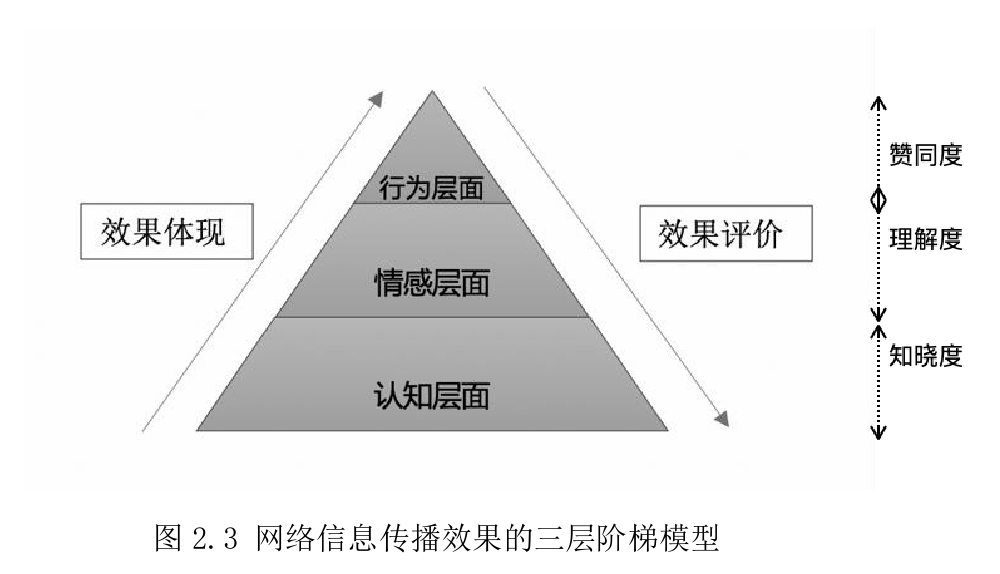 赞同度
行为层面
效果体现
效果评价
理解度
情感层面
知晓度
认知层面
图 2.3 网络信息传播效果的三层阶梯模型